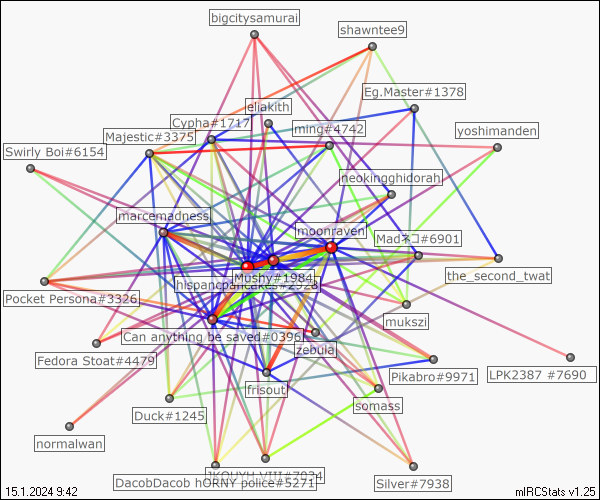 bigcitysamurai
shawntee9
Eg.Master#1378
eliakith
Cypha#1717
ming#4742
yoshimanden
Majestic#3375
Swirly Boi#6154
neokingghidorah
marcemadness
moonraven
Madネコ#6901
the_second_twat
Mushy#1984
hispancpancakes#2928
Pocket Persona#3326
mukszi
Can anything be saved#0396
zebula
Fedora Stoat#4479
Pikabro#9971
LPK2387 #7690
frisout
somass
Duck#1245
normalwan
DacobDacob hORNY police#5271
Silver#7938
15.1.2024 9:42
mIRCStats v1.25